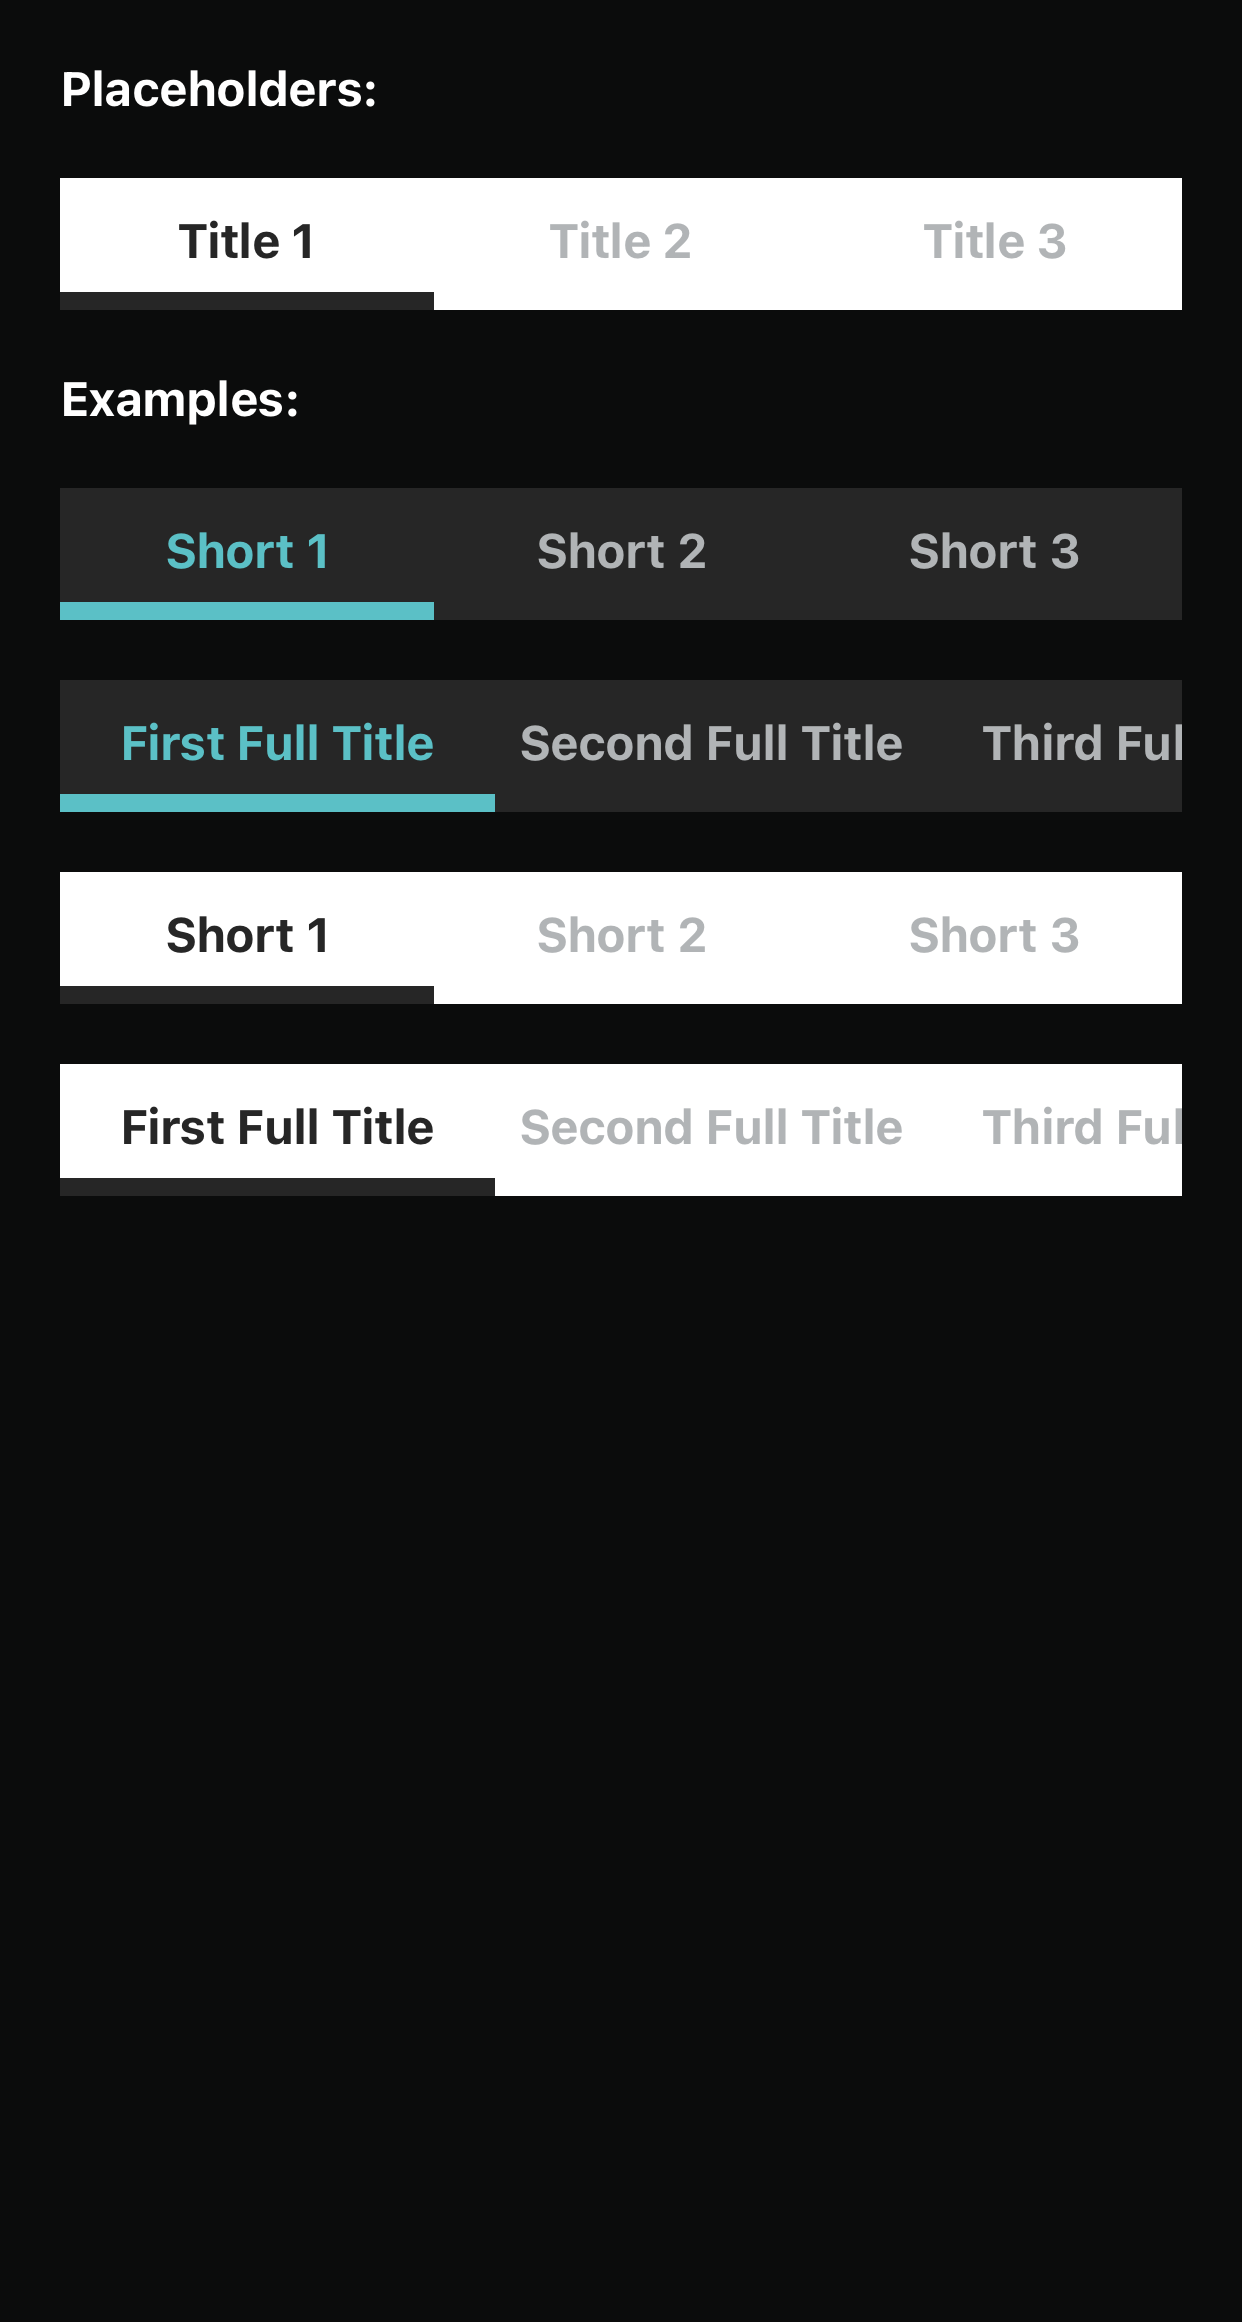 Placeholders:
Title 1 Title 2 Title 3
Examples:
Short 1 Short 2 Short 3
First Full Title Second Full Title Third Ful
Short 1 Short 2 Short 3
First Full Title Second Full Title Third Ful